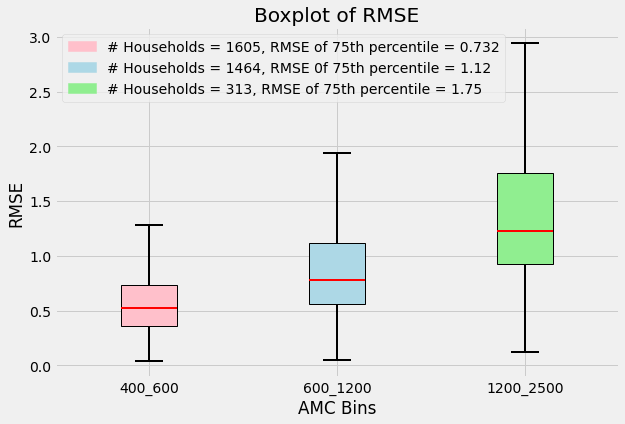 Boxplot of RMSE
# Households = 1605, RMSE of 75th percentile = 0.732
# Households = 1464, RMSE of 75th percentile = 1.12
# Households = 313, RMSE of 75th percentile = 1.75
3.0
2.5
2.0
1.5
1.0
0.5
0.0
RMSE
400_600
600_1200
1200_2500
AMC Bins